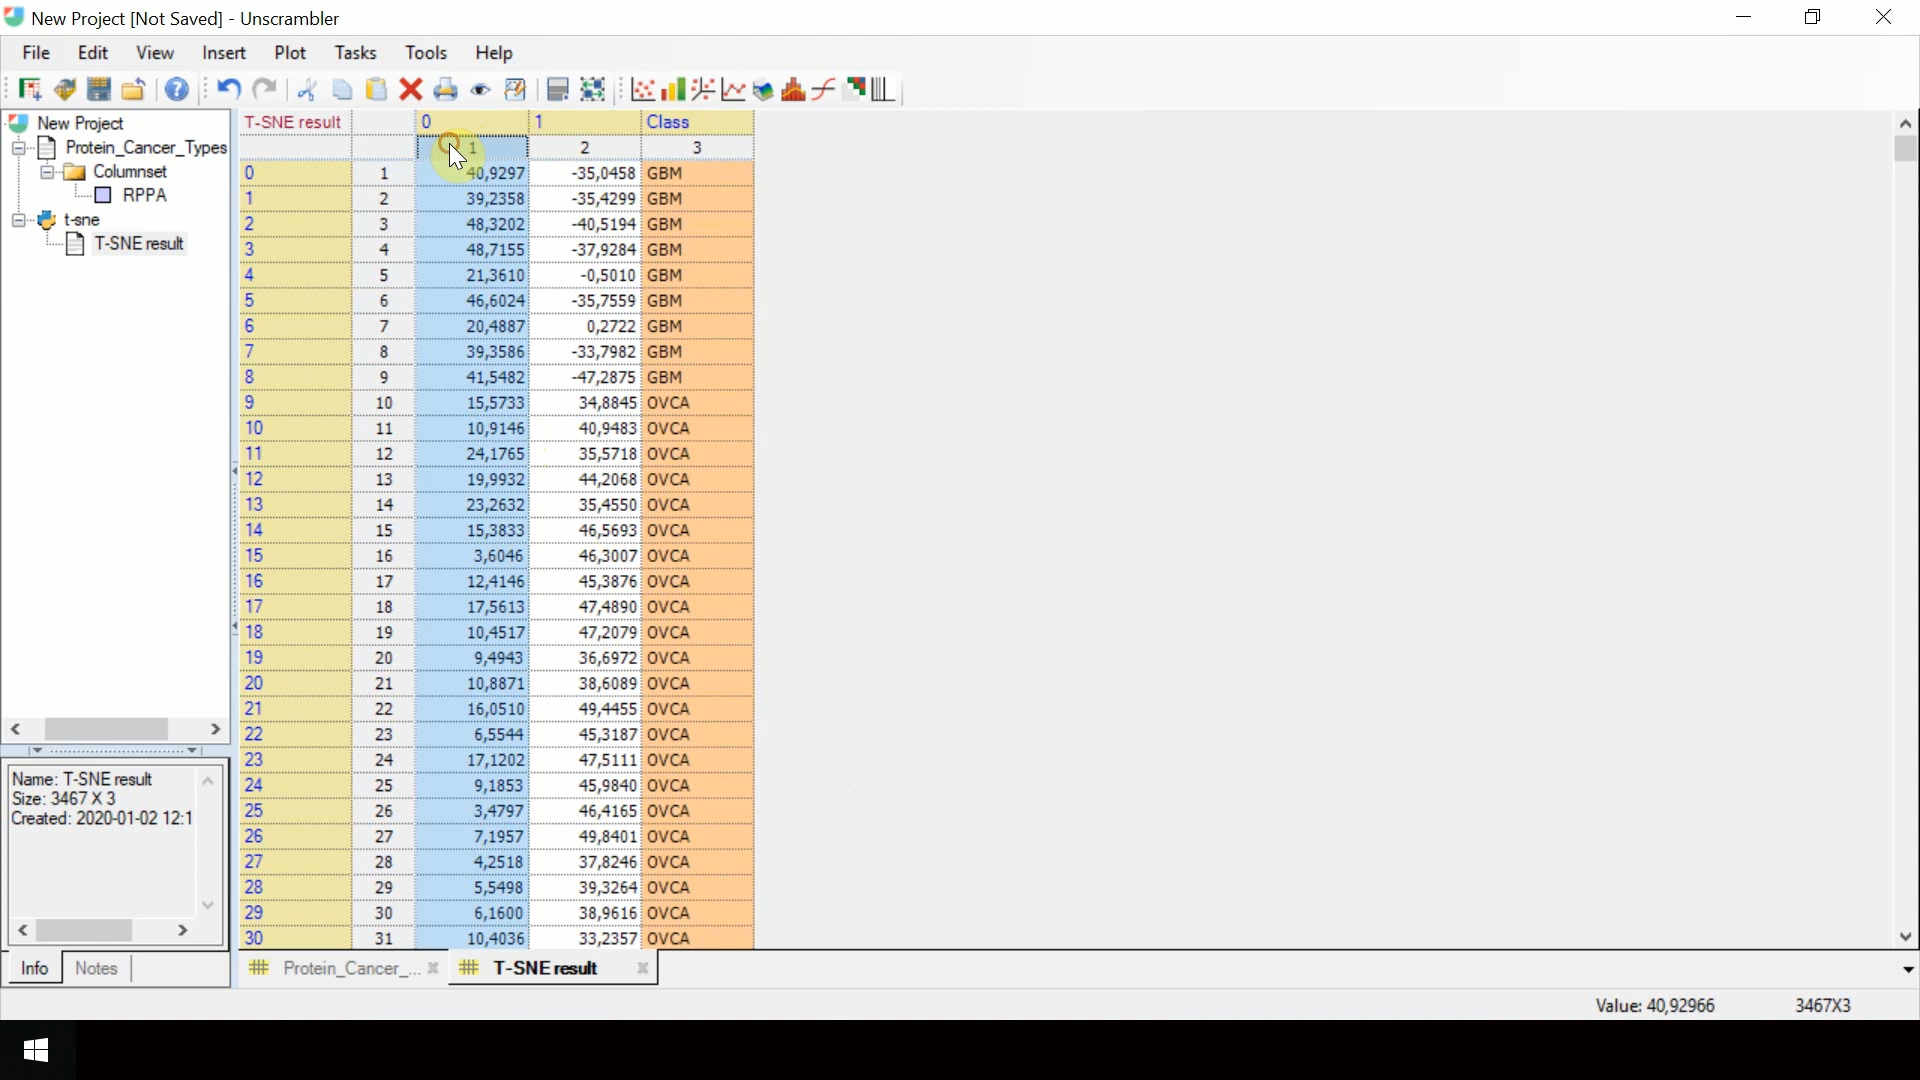 New Project [Not Saved] - Unscrambler
File Edit View Insert Plot Tasks Tools Help
New Project
Protein_Cancer_Types
Columnset
RPPA
t-sne
T-SNE result
T-SNE result 0 1 Class
1 2 3
0 1 40,9297 -35,0458 GBM
1 2 39,2358 -35,4299 GBM
2 3 48,3202 -40,5194 GBM
3 4 48,7155 -37,9284 GBM
4 5 21,3610 -0,5010 GBM
5 6 46,6024 -35,7559 GBM
6 7 20,4887 0,2722 GBM
7 8 39,3586 -33,7982 GBM
8 9 41,5482 -47,2875 GBM
9 10 15,5733 34,8845 OVCA
10 11 10,9146 40,9483 OVCA
11 12 24,1765 35,5718 OVCA
12 13 19,9932 44,2068 OVCA
13 14 23,2632 35,4550 OVCA
14 15 15,3833 46,5693 OVCA
15 16 3,6046 46,3007 OVCA
16 17 12,4146 45,3876 OVCA
17 18 17,5613 47,4890 OVCA
18 19 10,4517 47,2079 OVCA
19 20 9,4943 36,6972 OVCA
20 21 10,8871 38,6089 OVCA
21 22 16,0510 49,4455 OVCA
22 23 6,5544 45,3187 OVCA
23 24 17,1202 47,5111 OVCA
24 25 9,1853 45,9840 OVCA
25 26 3,4797 46,4165 OVCA
26 27 7,1957 49,8401 OVCA
27 28 4,2518 37,8246 OVCA
28 29 5,5498 39,3264 OVCA
29 30 6,1600 38,9616 OVCA
30 31 10,4036 33,2357 OVCA
Name: T-SNE result
Size: 3467 X 3
Created: 2020-01-02 12:1
Info Notes
Protein_Cancer_... T-SNE result
Value: 40,92966 3467X3